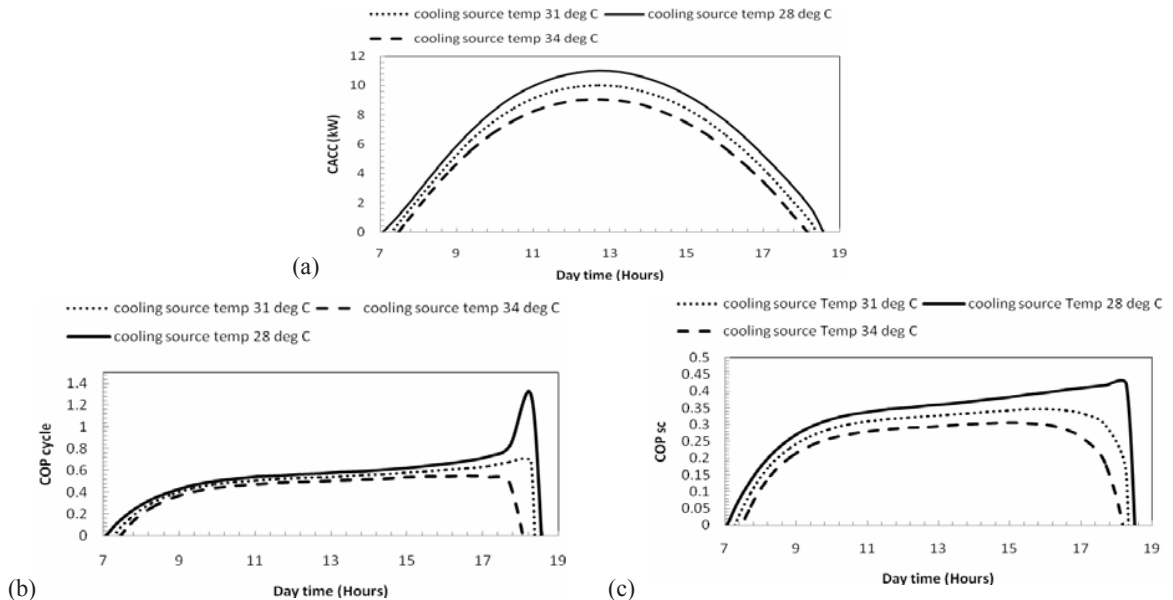 cooling source temp 31 deg C cooling source temp 28 deg C
cooling source temp 34 deg C
12
10
8
6
4
2
0
CACC (kW)
7 9 11 13 15 17 19
Day time (Hours)
(a)
cooling source temp 31 deg C cooling source temp 34 deg C
cooling source temp 28 deg C
1.4
1.2
1
0.8
0.6
0.4
0.2
0
COP cycle
7 9 11 13 15 17 19
Day time (Hours)
(b)
cooling source Temp 31 deg C cooling source Temp 28 deg C
cooling source Temp 34 deg C
0.5
0.45
0.4
0.35
0.3
0.25
0.2
0.15
0.1
0.05
0
COP sc
7 9 11 13 15 17 19
Day time (Hours)
(c)